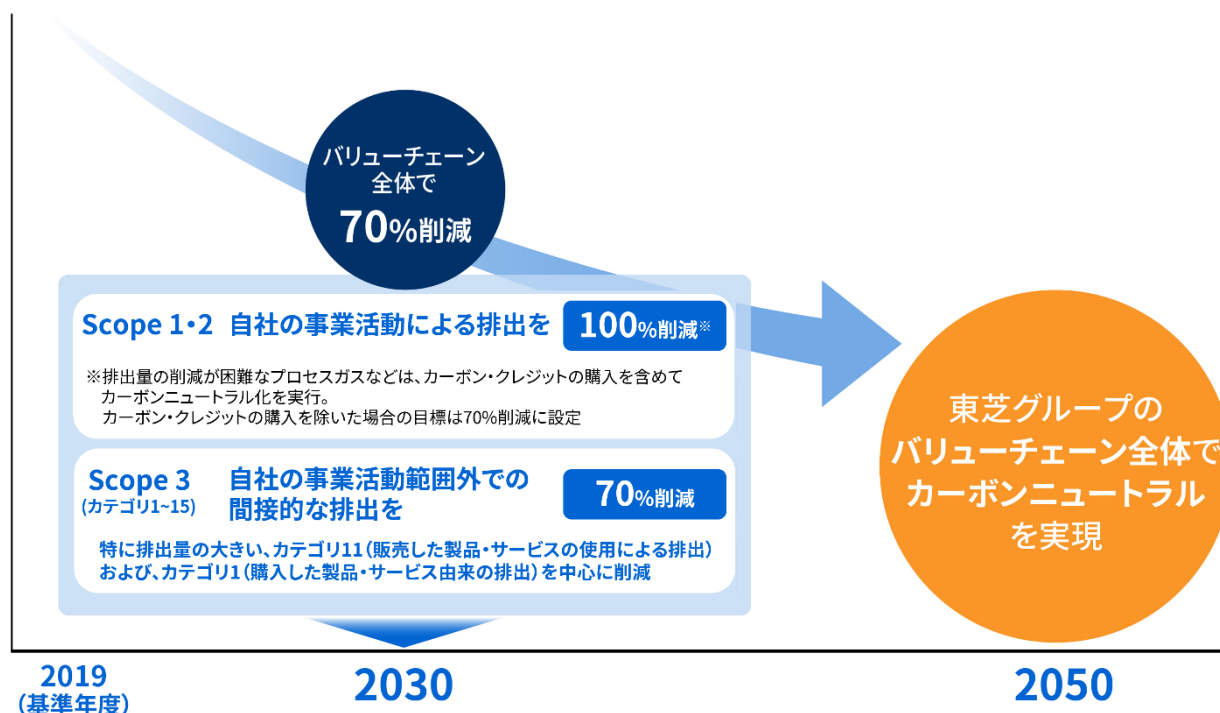 バリューチェーン
全体で
70%削減
Scope 1・2 自社の事業活動による排出を 100%削減※
※排出量の削減が困難なプロセスガスなどは、カーボン・クレジットの購入を含めて
カーボンニュートラル化を実行。
カーボン・クレジットの購入を除いた場合の目標は70%削減に設定
Scope 3
(カテゴリ1~15)
自社の事業活動範囲外での
間接的な排出を
70%削減
特に排出量の大きい、カテゴリ11(販売した製品・サービスの使用による排出)
および、カテゴリ1(購入した製品・サービス由来の排出)を中心に削減
東芝グループの
バリューチェーン全体で
カーボンニュートラル
を実現
2019
(基準年度)
2030
2050